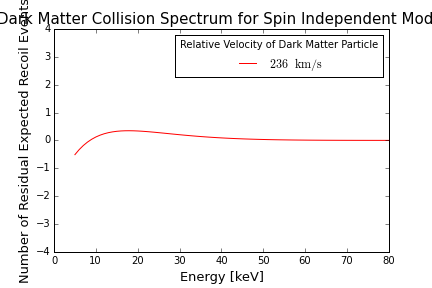 Dark Matter Collision Spectrum for Spin Independent Mod
Number of Residual Expected Recoil Events
Relative Velocity of Dark Matter Particle
236 km/s
4
3
2
1
0
−1
−2
−3
−4
0 10 20 30 40 50 60 70 80
Energy [keV]